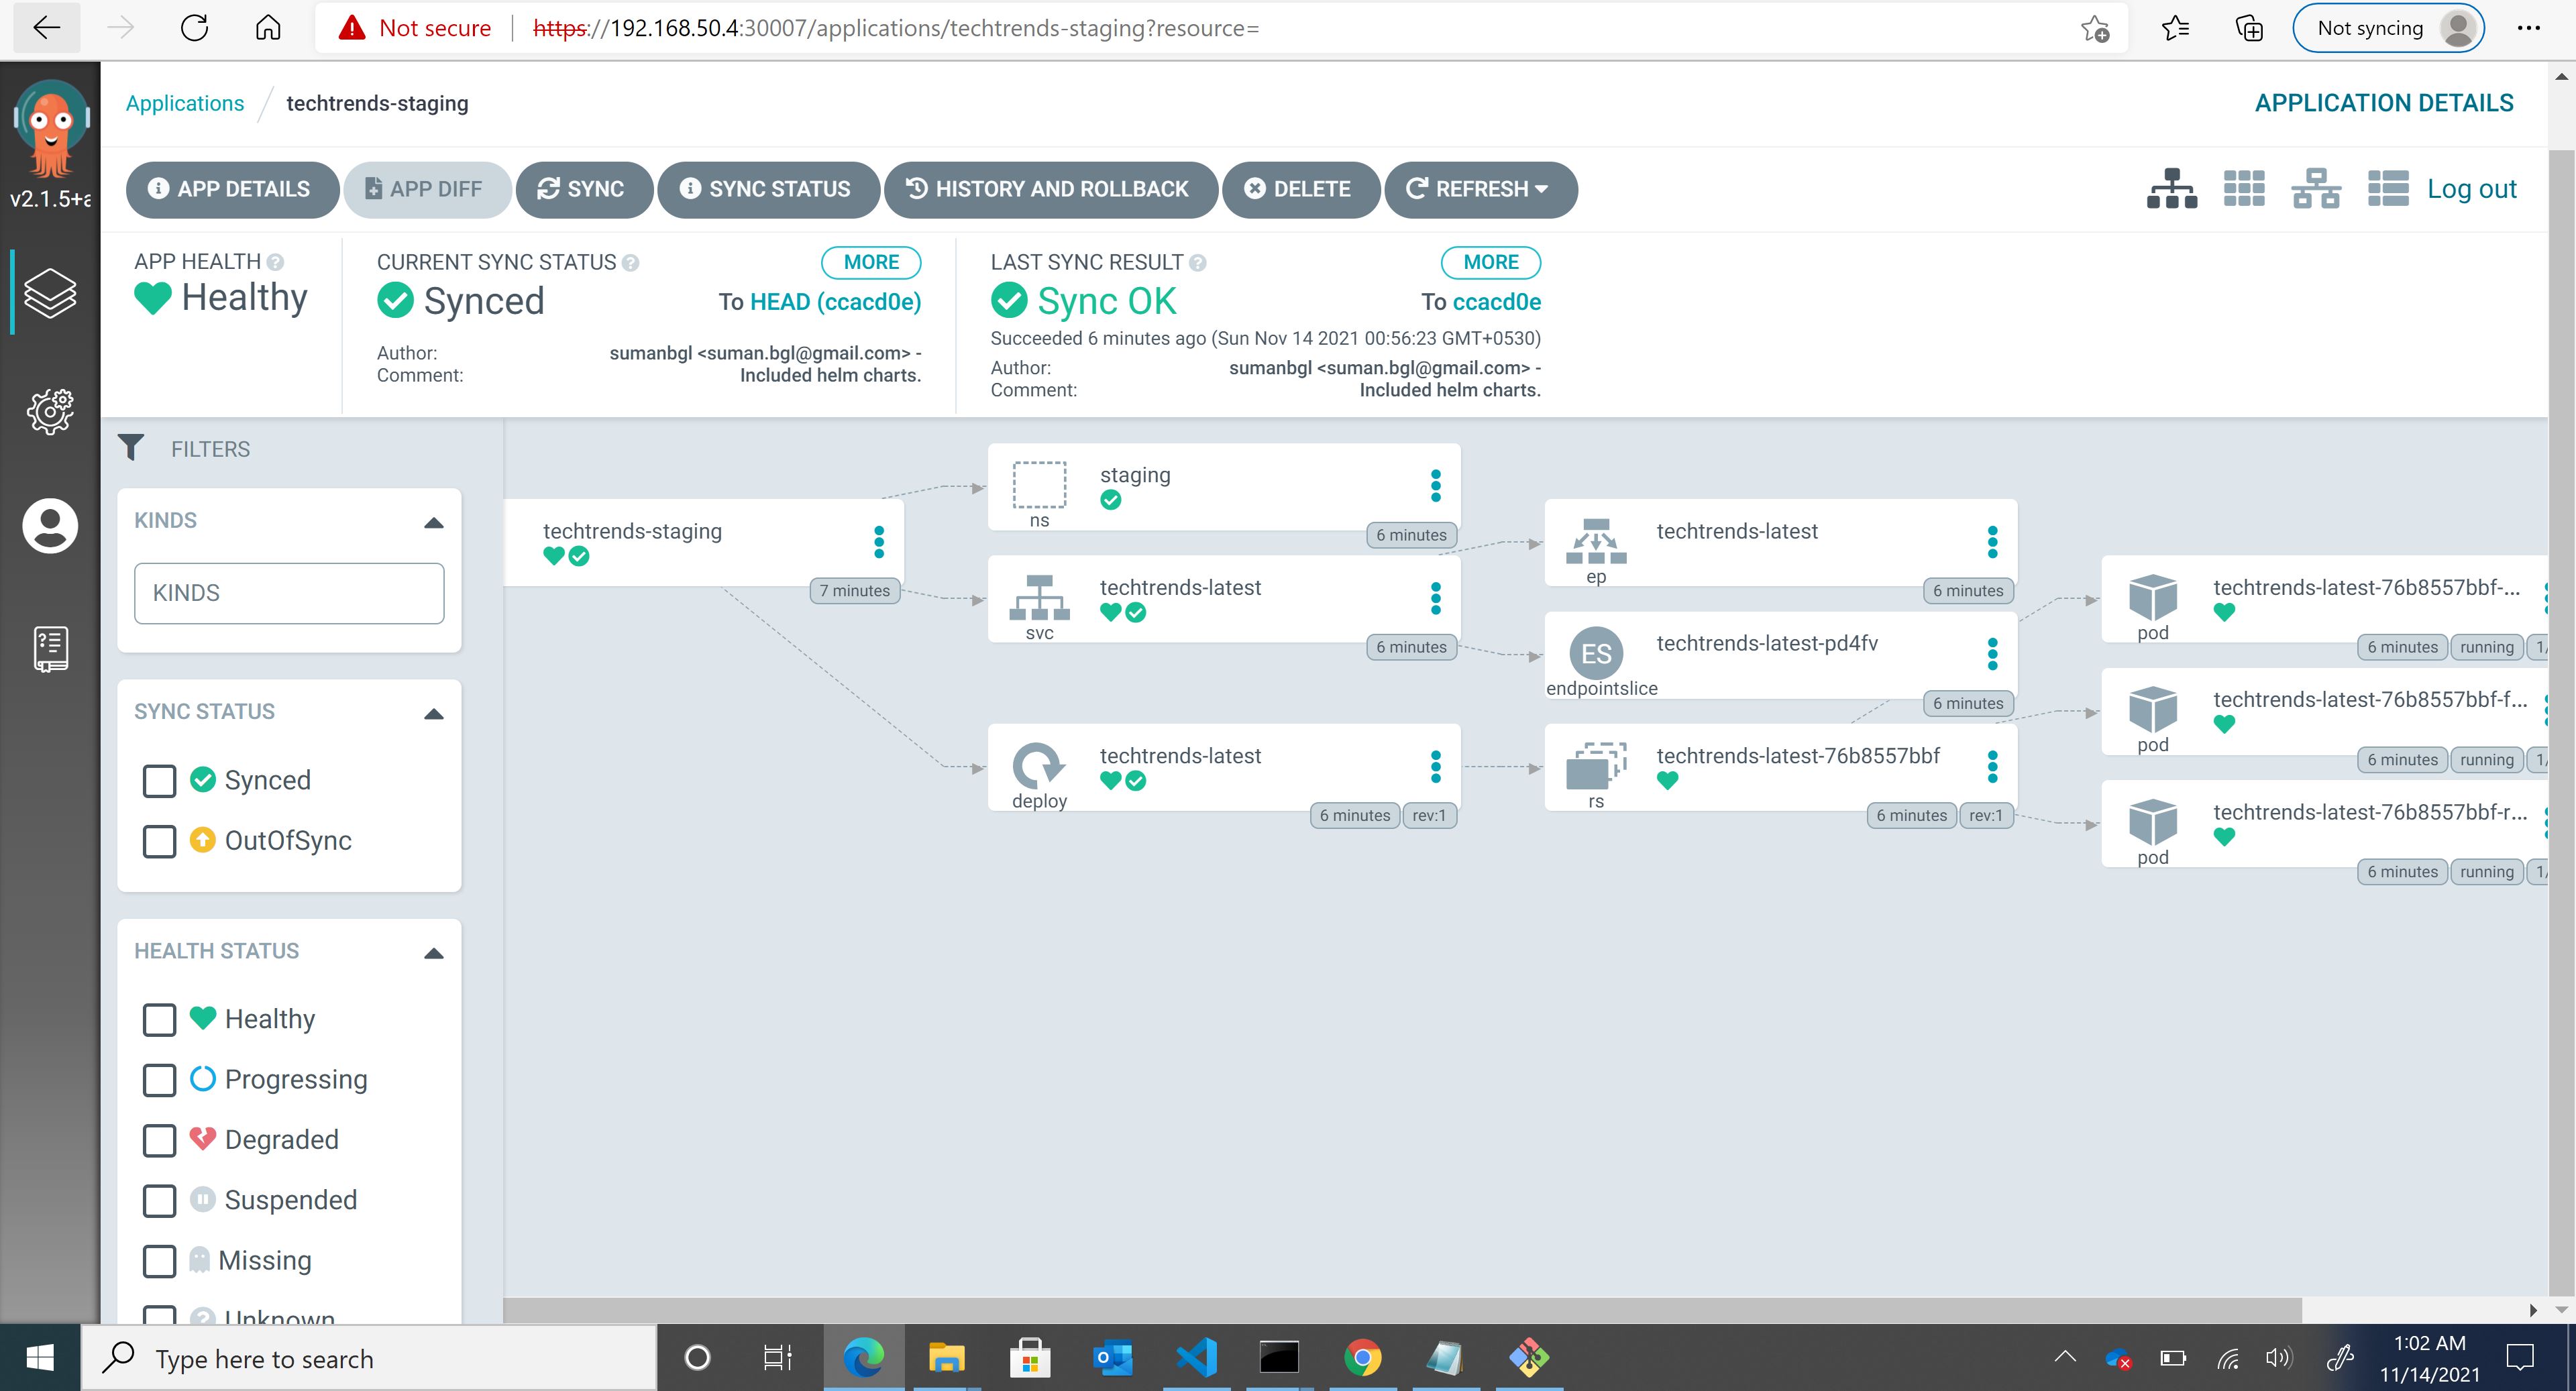 Not secure
https://192.168.50.4:30007/applications/techtrends-staging?resource=
Not syncing
v2.1.5+a
Applications / techtrends-staging
APPLICATION DETAILS
APP DETAILS
APP DIFF
SYNC
SYNC STATUS
HISTORY AND ROLLBACK
DELETE
REFRESH
Log out
APP HEALTH
Healthy
CURRENT SYNC STATUS
MORE
Synced
To HEAD (ccacd0e)
Author: sumanbgl <suman.bgl@gmail.com> -
Comment: Included helm charts.
LAST SYNC RESULT
MORE
Sync OK
To ccacd0e
Succeeded 6 minutes ago (Sun Nov 14 2021 00:56:23 GMT+0530)
Author: sumanbgl <suman.bgl@gmail.com> -
Comment: Included helm charts.
FILTERS
KINDS
KINDS
SYNC STATUS
Synced
OutOfSync
HEALTH STATUS
Healthy
Progressing
Degraded
Suspended
Missing
Unknown
techtrends-staging
7 minutes
staging
ns
6 minutes
techtrends-latest
svc
6 minutes
techtrends-latest
deploy
6 minutes
rev:1
techtrends-latest
ep
6 minutes
techtrends-latest-pd4fv
ES
endpointslice
6 minutes
techtrends-latest-76b8557bbf
rs
6 minutes
rev:1
techtrends-latest-76b8557bbf-...
pod
6 minutes
running
1/
techtrends-latest-76b8557bbf-f...
pod
6 minutes
running
1/
techtrends-latest-76b8557bbf-r...
pod
6 minutes
running
1/
Type here to search
1:02 AM
11/14/2021